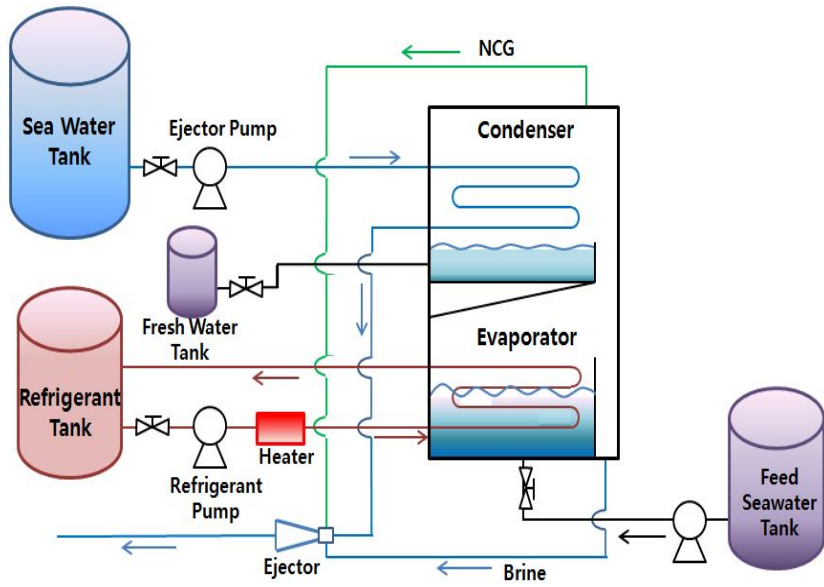 NCG
Sea Water
Tank
Ejector Pump
Condenser
Fresh Water
Tank
Evaporator
Refrigerant
Tank
Heater
Refrigerant
Pump
Feed
Seawater
Tank
Ejector
Brine